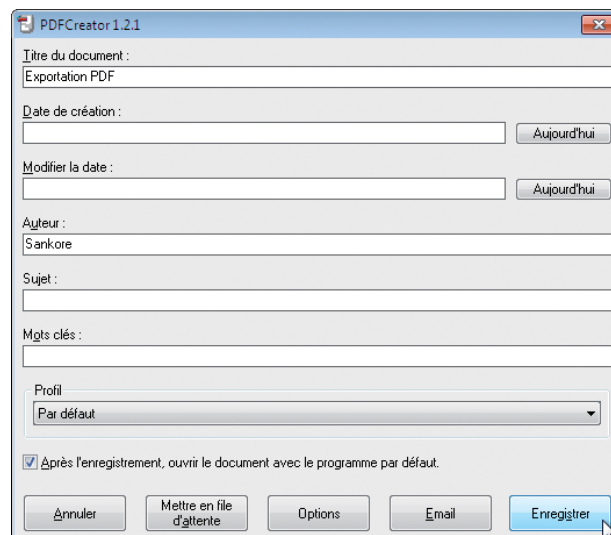 PDFCreator 1.2.1
Titre du document :
Exportation PDF
Date de création :
Aujourd'hui
Modifier la date :
Aujourd'hui
Auteur :
Sankore
Sujet :
Mots clés :
Profil
Par défaut
Après l'enregistrement, ouvrir le document avec le programme par défaut.
Annuler
Mettre en file
d'attente
Options
Email
Enregistrer